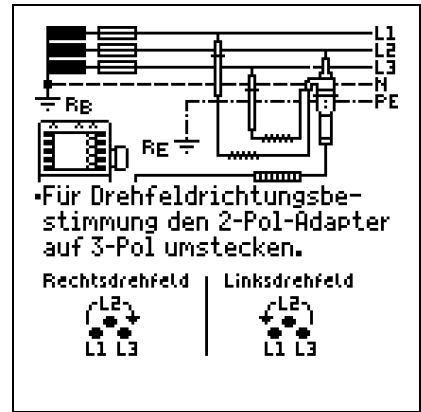 L1
L2
L3
N
PE
RB
RE
•Für Drehfeldrichtungsbe-
stimmung den 2-Pol-Adapter
auf 3-Pol umstecken.
Rechtsdrehfeld | Linksdrehfeld
L2 L2
L1 L3 L1 L3